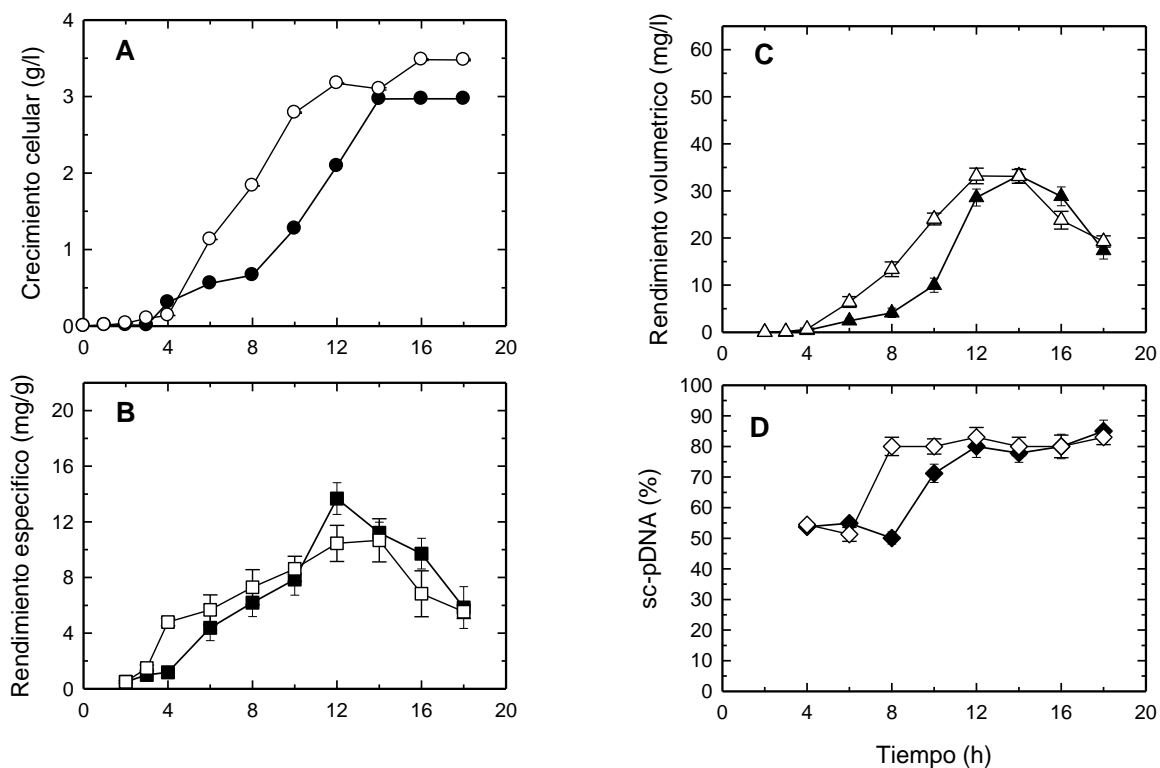 A
Crecimiento celular (g/l)
4
3
2
1
0
0 4 8 12 16 20
B
Rendimiento especifico (mg/g)
20
16
12
8
4
0
0 4 8 12 16 20
C
Rendimiento volumetrico (mg/l)
60
50
40
30
20
10
0
0 4 8 12 16 20
D
sc-pDNA (%)
100
90
80
70
60
50
40
30
20
10
0
0 4 8 12 16 20
Tiempo (h)